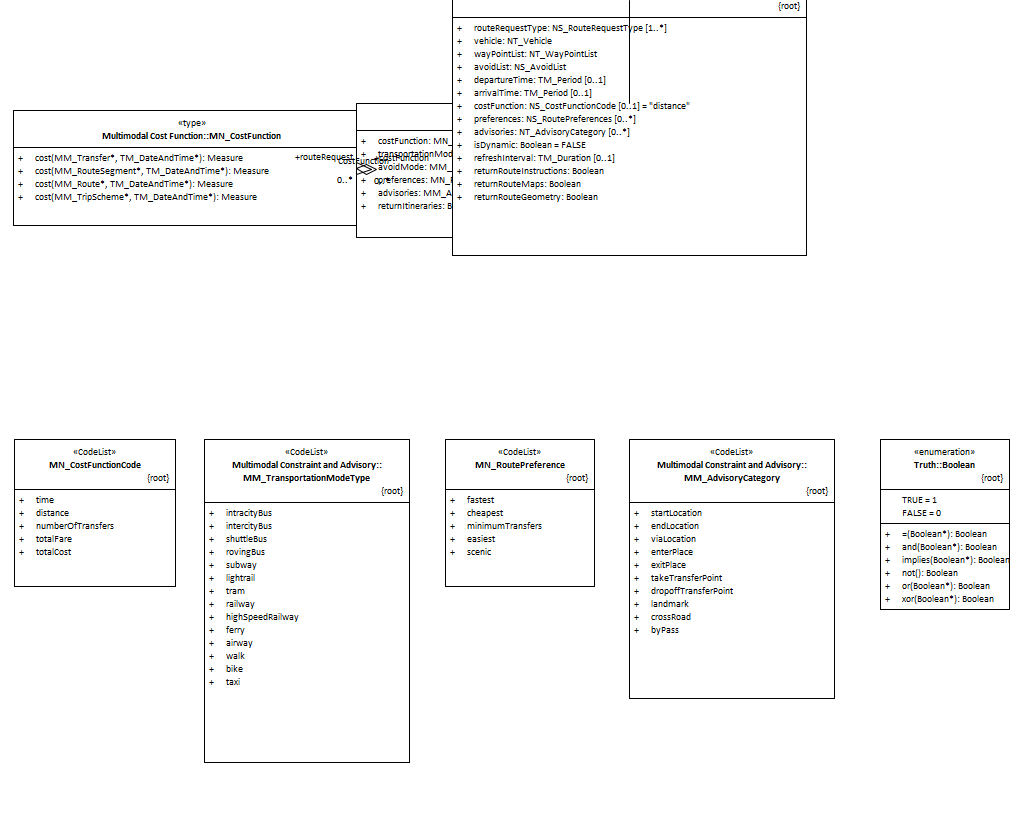 {root}
+ routeRequestType: NS_RouteRequestType [1..*]
+ vehicle: NT_Vehicle
+ wayPointList: NT_WayPointList
+ avoidList: NS_AvoidList
+ departureTime: TM_Period [0..1]
+ arrivalTime: TM_Period [0..1]
+ costFunction: NS_CostFunctionCode [0..1] = "distance"
+ preferences: NS_RoutePreferences [0..*]
+ advisories: NT_AdvisoryCategory [0..*]
+ isDynamic: Boolean = FALSE
+ refreshInterval: TM_Duration [0..1]
+ returnRouteInstructions: Boolean
+ returnRouteMaps: Boolean
+ returnRouteGeometry: Boolean
«type»
Multimodal Cost Function::MN_CostFunction
+ cost(MM_Transfer*, TM_DateAndTime*): Measure
+ cost(MM_RouteSegment*, TM_DateAndTime*): Measure
+ cost(MM_Route*, TM_DateAndTime*): Measure
+ cost(MM_TripScheme*, TM_DateAndTime*): Measure
+routeRequest
0..*
CostFunction
+costFunction
0..*
+ costFunction: MN_
+ transportationMod
+ avoidMode: MM_
+ preferences: MN_
+ advisories: MM_A
+ returnItineraries: B
«CodeList»
MN_CostFunctionCode
{root}
+ time
+ distance
+ numberOfTransfers
+ totalFare
+ totalCost
«CodeList»
Multimodal Constraint and Advisory::
MM_TransportationModeType
{root}
+ intracityBus
+ intercityBus
+ shuttleBus
+ rovingBus
+ subway
+ lightrail
+ tram
+ railway
+ highSpeedRailway
+ ferry
+ airway
+ walk
+ bike
+ taxi
«CodeList»
MN_RoutePreference
{root}
+ fastest
+ cheapest
+ minimumTransfers
+ easiest
+ scenic
«CodeList»
Multimodal Constraint and Advisory::
MM_AdvisoryCategory
{root}
+ startLocation
+ endLocation
+ viaLocation
+ enterPlace
+ exitPlace
+ takeTransferPoint
+ dropoffTransferPoint
+ landmark
+ crossRoad
+ byPass
«enumeration»
Truth::Boolean
{root}
TRUE = 1
FALSE = 0
+ =(Boolean*): Boolean
+ and(Boolean*): Boolean
+ implies(Boolean*): Boolean
+ not(): Boolean
+ or(Boolean*): Boolean
+ xor(Boolean*): Boolean